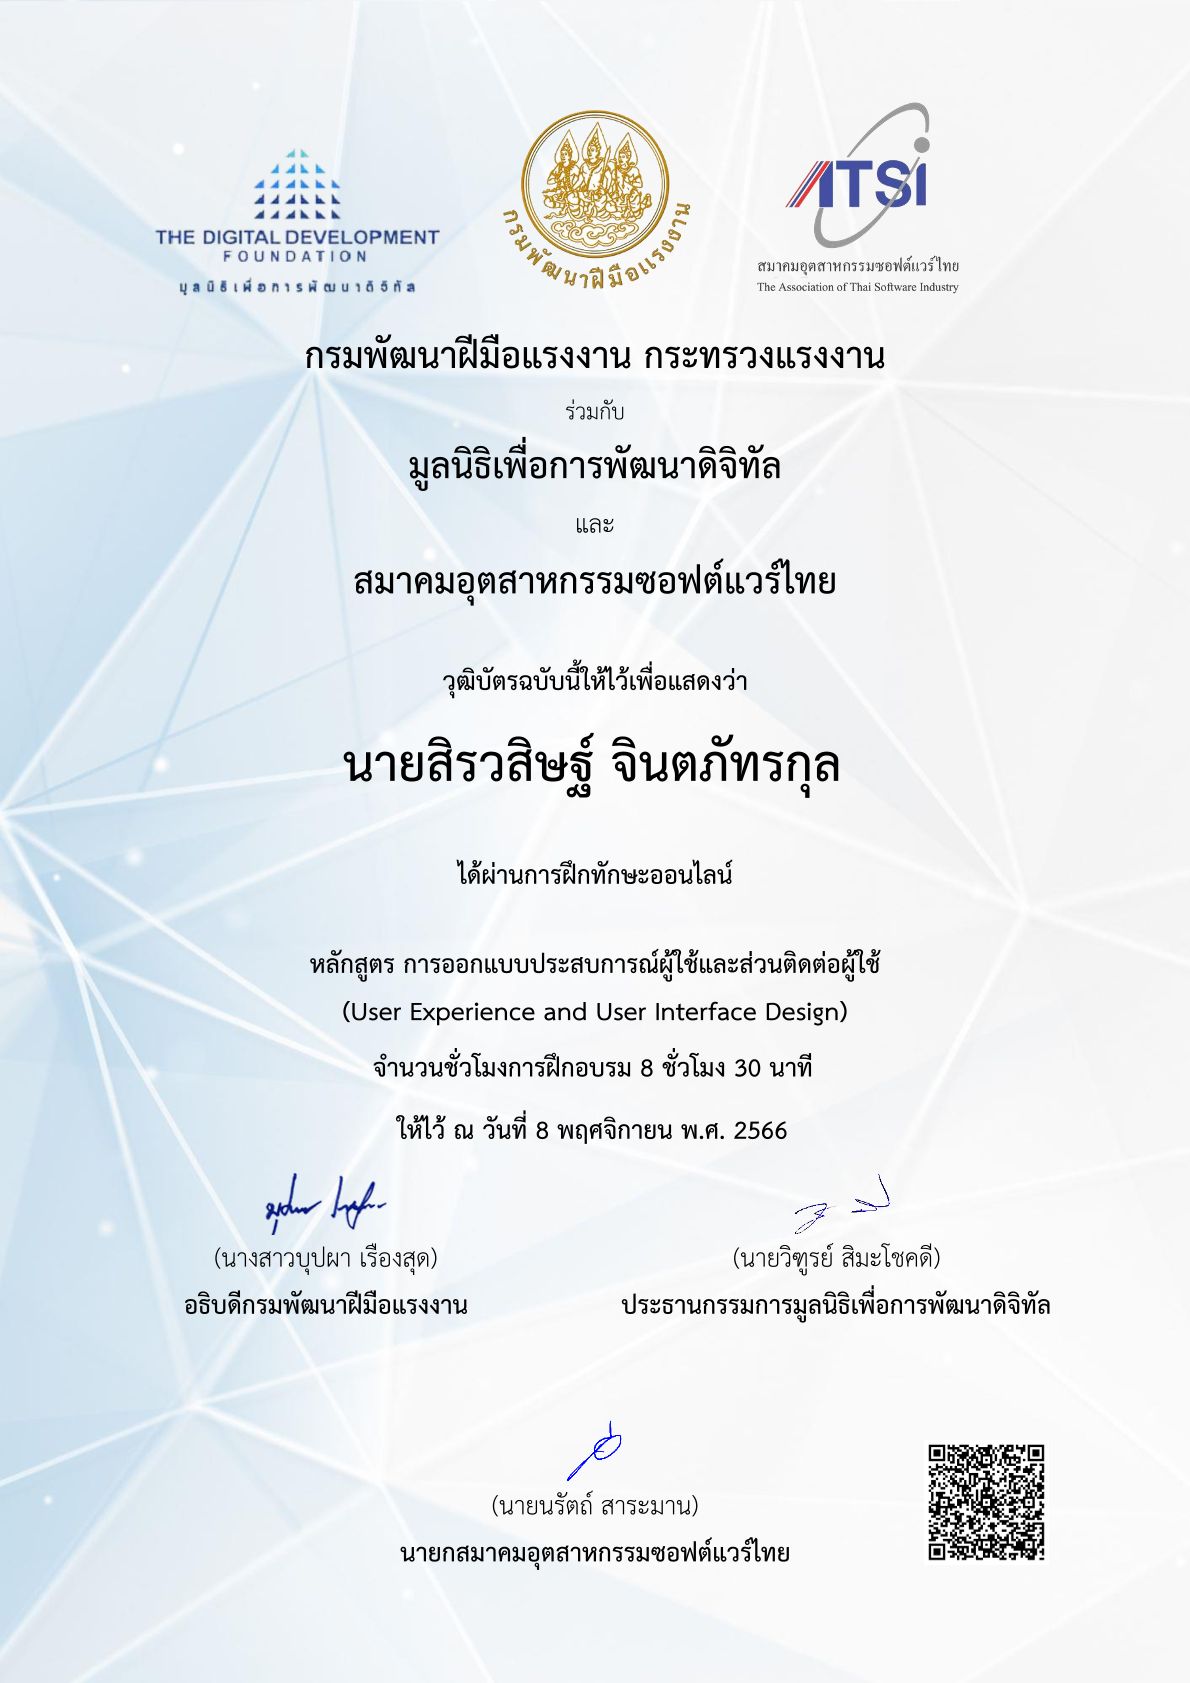 THE DIGITAL DEVELOPMENT
FOUNDATION
มูลนิธิเพื่อการพัฒนาดิจิทัล
กรมพัฒนาฝีมือแรงงาน
ATSI
สมาคมอุตสาหกรรมซอฟต์แวร์ไทย
The Association of Thai Software Industry
กรมพัฒนาฝีมือแรงงาน กระทรวงแรงงาน
ร่วมกับ
มูลนิธิเพื่อการพัฒนาดิจิทัล
และ
สมาคมอุตสาหกรรมซอฟต์แวร์ไทย
วุฒิบัตรฉบับนี้ให้ไว้เพื่อแสดงว่า
นายสิรวสิษฐ์ จินตภัทรกุล
ได้ผ่านการฝึกทักษะออนไลน์
หลักสูตร การออกแบบประสบการณ์ผู้ใช้และส่วนติดต่อผู้ใช้
(User Experience and User Interface Design)
จำนวนชั่วโมงการฝึกอบรม 8 ชั่วโมง 30 นาที
ให้ไว้ ณ วันที่ 8 พฤศจิกายน พ.ศ. 2566
(นางสาวบุปผา เรืองสุด)
อธิบดีกรมพัฒนาฝีมือแรงงาน
(นายวิฑูรย์ สิมะโชคดี)
ประธานกรรมการมูลนิธิเพื่อการพัฒนาดิจิทัล
(นายนรัตถ์ สาระมาน)
นายกสมาคมอุตสาหกรรมซอฟต์แวร์ไทย